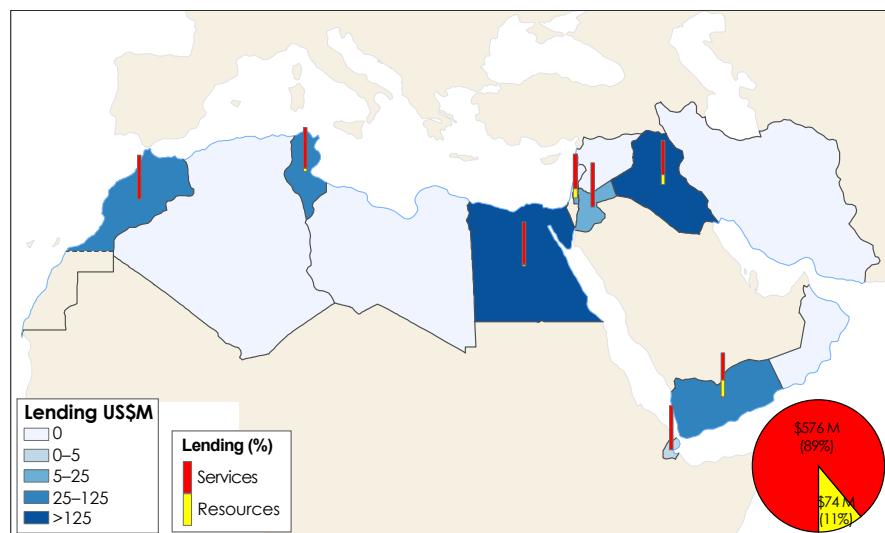 Lending US$M
0
0–5
5–25
25–125
>125
Lending (%)
Services
Resources
$576 M
(89%)
$74 M
(11%)